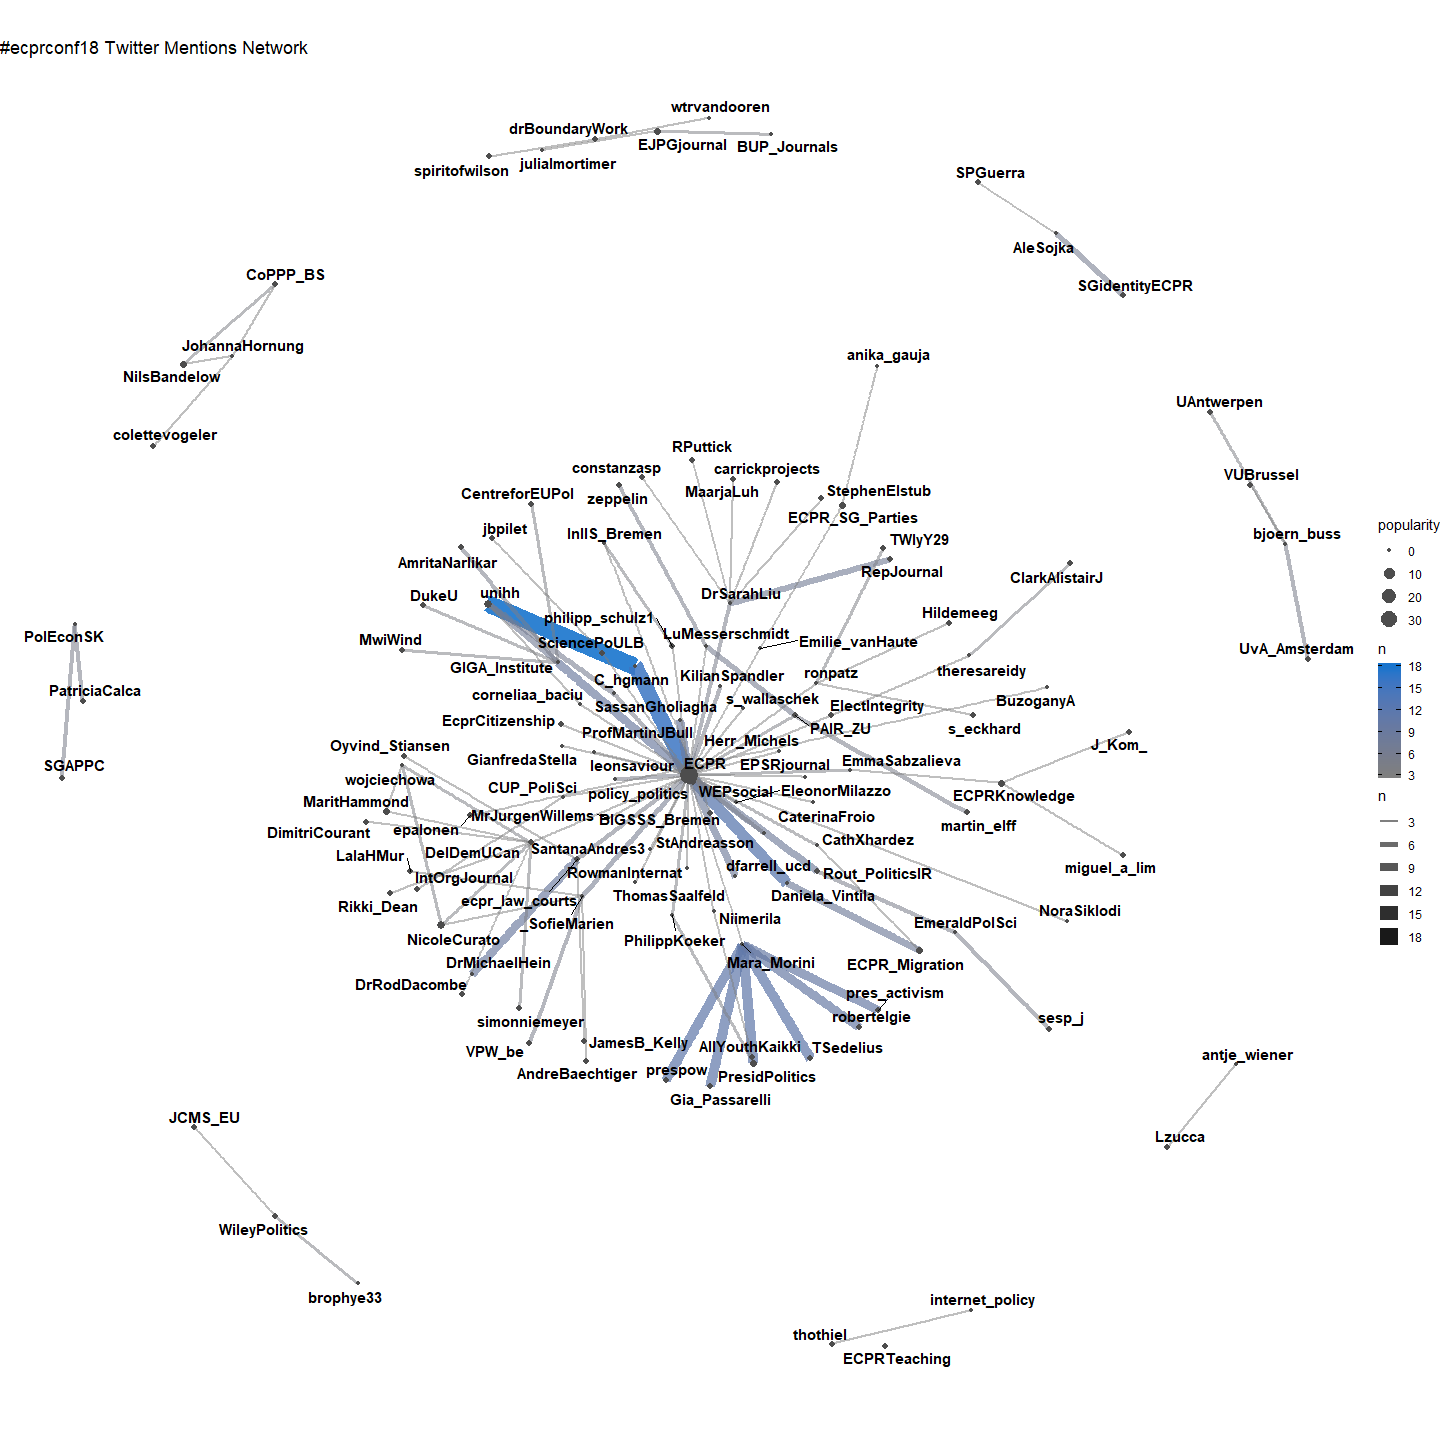 #ecprconf18 Twitter Mentions Network
wtrvandooren
drBoundaryWork
EJPGjournal
BUP_Journals
spiritofwilson
julialmortimer
SPGuerra
AleSojka
SGidentityECPR
CoPPP_BS
JohannaHornung
NilsBandelow
colettevogeler
anika_gauja
UAntwerpen
VUBrussel
bjoern_buss
UvA_Amsterdam
RPuttick
constanzasp
carrickprojects
zeppelin
MaarjaLuh
StephenElstub
CentreforEUPol
ECPR_SG_Parties
jbpilet
InIIS_Bremen
TWlyY29
AmritaNarlikar
RepJournal
ClarkAlistairJ
DukeU
unihh
DrSarahLiu
Hildemeeg
philipp_schulz1
MwiWind
SciencePoULB
LuMesserschmidt
Emilie_vanHaute
GIGA_Institute
C_hgmann
KilianSpandler
ronpatz
theresareidy
corneliaa_baciu
SassanGholiagha
s_wallaschek
ElectIntegrity
BuzoganyA
EcprCitizenship
ProfMartinJBull
PAIR_ZU
s_eckhard
Oyvind_Stiansen
GianfredaStella
Herr_Michels
J_Kom_
wojciechowa
leonsaviour
ECPR
EPSRjournal
EmmaSabzalieva
CUP_PoliSci
policy_politics
WEPsocial
EleonorMilazzo
ECPRKnowledge
MaritHammond
MrJurgenWillems
BIGSSS_Bremen
CaterinaFroio
martin_elff
DimitriCourant
epalonen
StAndreasson
CathXhardez
LalaHMur
DelDemUCan
SantanaAndres3
dfarrell_ucd
miguel_a_lim
IntOrgJournal
RowmanInternat
Rout_PoliticsIR
Rikki_Dean
ecpr_law_courts
ThomasSaalfeld
Daniela_Vintila
NoraSiklodi
_SofieMarien
Niimerila
EmeraldPolSci
NicoleCurato
PhilippKoeker
DrMichaelHein
Mara_Morini
ECPR_Migration
DrRodDacombe
pres_activism
simonniemeyer
robertelgie
sesp_j
VPW_be
JamesB_Kelly
AllYouthKaikki
TSedelius
AndreBaechtiger
prespow
PresidPolitics
Gia_Passarelli
PolEconSK
PatriciaCalca
SGAPPC
antje_wiener
Lzucca
JCMS_EU
WileyPolitics
brophye33
internet_policy
thothiel
ECPRTeaching
popularity
0
10
20
30
n
18
15
12
9
6
3
n
3
6
9
12
15
18